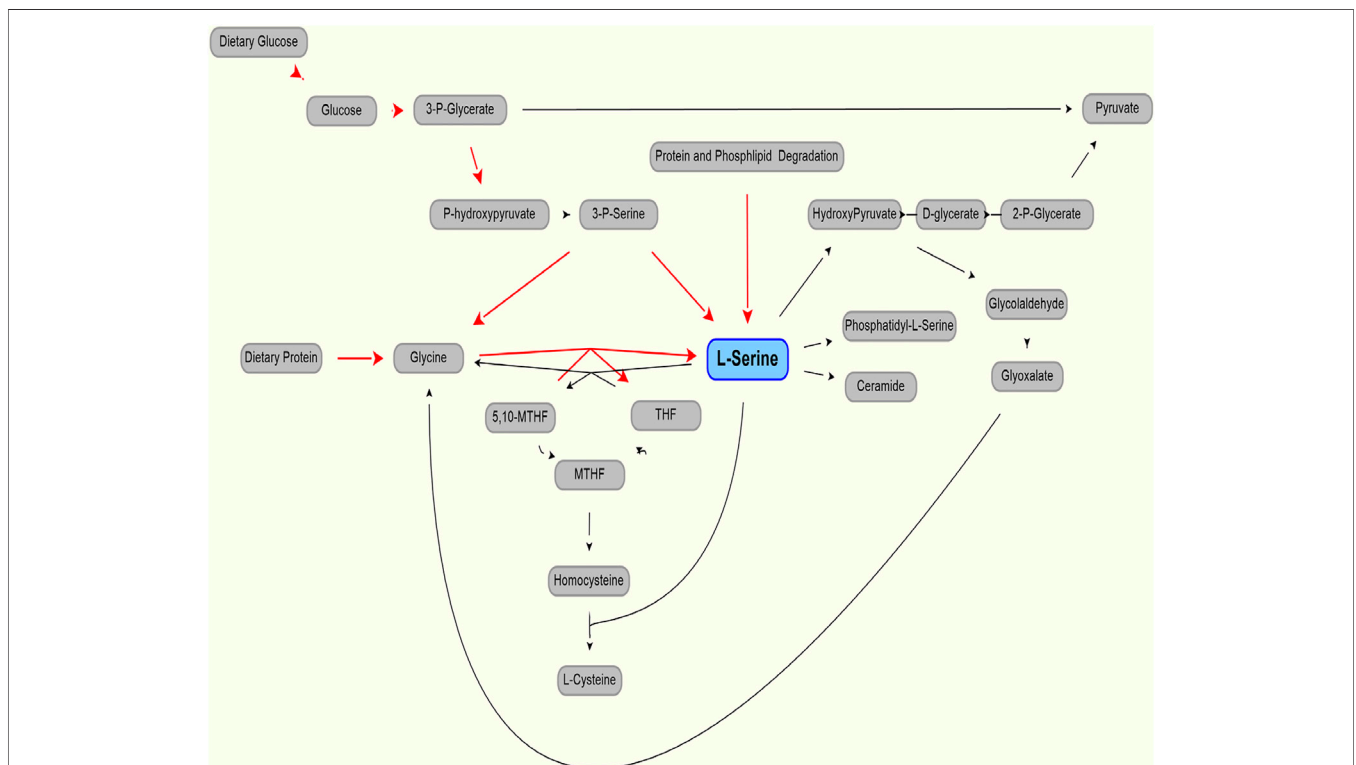 Dietary Glucose
Glucose
3-P-Glycerate
Pyruvate
Protein and Phosphlipid Degradation
P-hydroxypyruvate
3-P-Serine
HydroxyPyruvate
D-glycerate
2-P-Glycerate
Glycolaldehyde
Phosphatidyl-L-Serine
Dietary Protein
Glycine
L-Serine
Glyoxalate
Ceramide
5,10-MTHF
THF
MTHF
Homocysteine
L-Cysteine